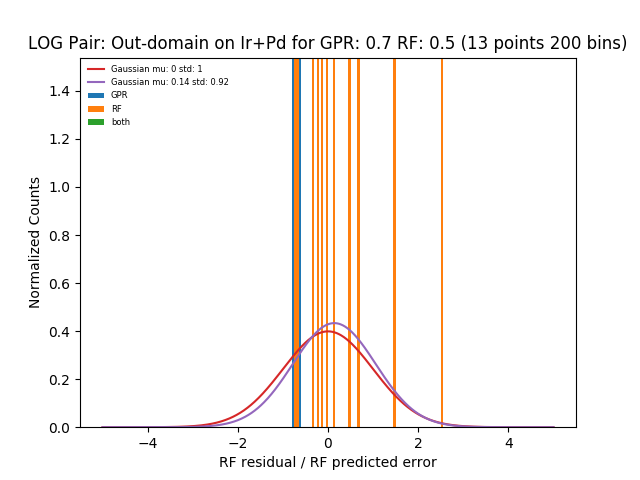 LOG Pair: Out-domain on Ir+Pd for GPR: 0.7 RF: 0.5 (13 points 200 bins)
Gaussian mu: 0 std: 1
Gaussian mu: 0.14 std: 0.92
GPR
RF
both
Normalized Counts
1.4
1.2
1.0
0.8
0.6
0.4
0.2
0.0
−4 −2 0 2 4
RF residual / RF predicted error